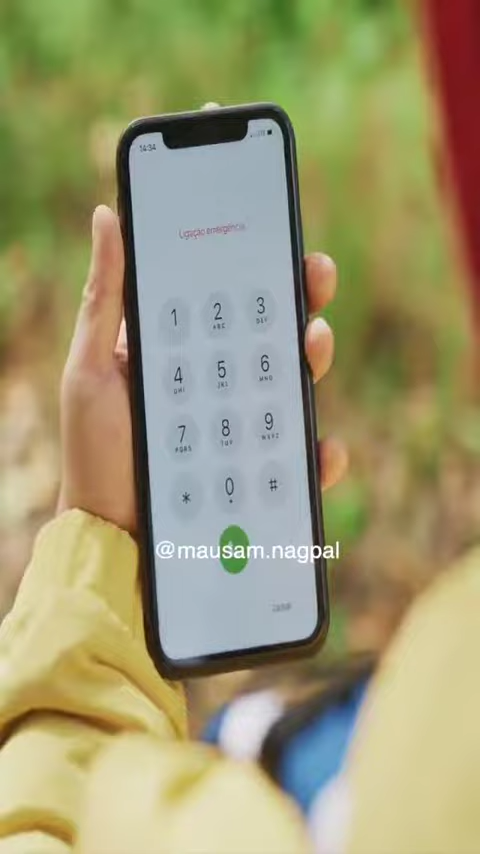 14:34
Ligação emergência
1
2
ABC
3
DEF
4
GHI
5
JKL
6
MNO
7
PQRS
8
TUV
9
WXYZ
*
0
+
#
@mausam.nagpal